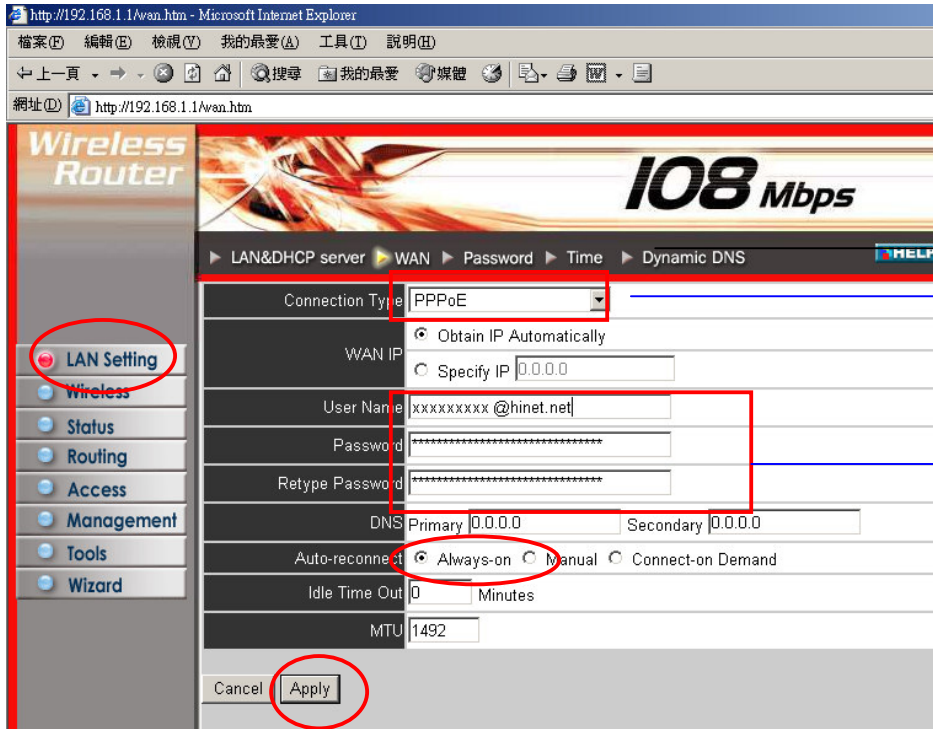 http://192.168.1.1/wan.htm - Microsoft Internet Explorer
檔案(F) 編輯(E) 檢視(V) 我的最愛(A) 工具(T) 說明(H)
上一頁 搜尋 我的最愛 媒體
網址(D) http://192.168.1.1/wan.htm
Wireless
Router
108 Mbps
LAN&DHCP server WAN Password Time Dynamic DNS HELP
Connection Type PPPoE
WAN IP
Obtain IP Automatically
Specify IP 0.0.0.0
User Name xxxxxxxxx @hinet.net
Password *******************************
Retype Password *******************************
DNS Primary 0.0.0.0 Secondary 0.0.0.0
Auto-reconnect Always-on Manual Connect-on Demand
Idle Time Out 0 Minutes
MTU 1492
Cancel Apply
LAN Setting
Wireless
Status
Routing
Access
Management
Tools
Wizard